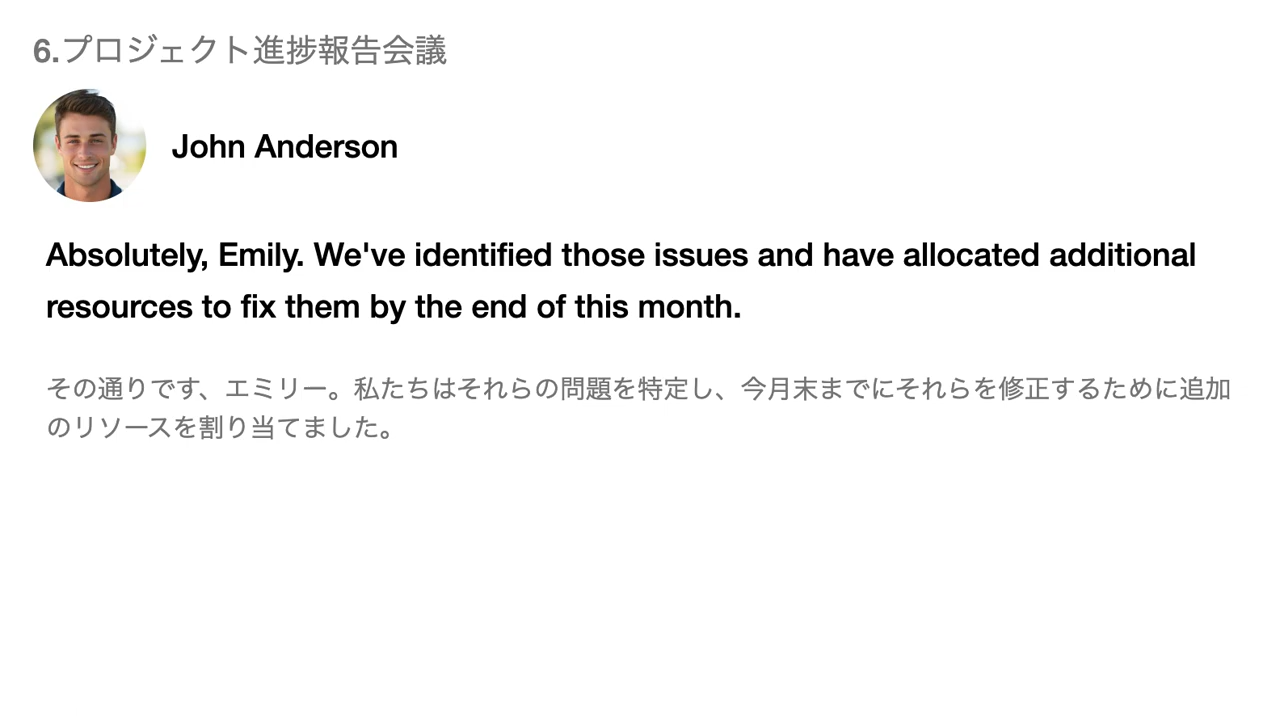 6.プロジェクト進捗報告会議
John Anderson
Absolutely, Emily. We've identified those issues and have allocated additional
resources to fix them by the end of this month.
その通りです、エミリー。私たちはそれらの問題を特定し、今月末までにそれらを修正するために追加
のリソースを割り当てました。